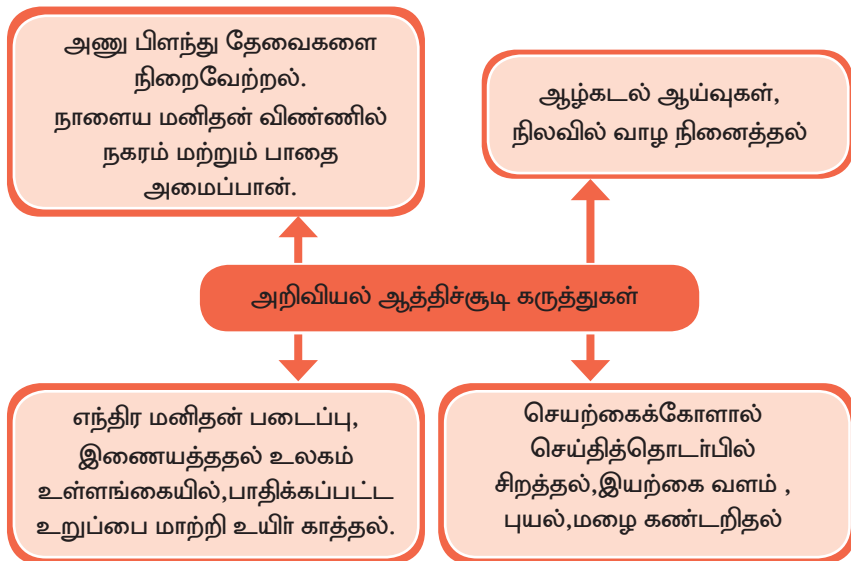 அணு பிளந்து தேவைகளை
நிறைவேற்றல்.
நாளைய மனிதன் விண்ணில்
நகரம் மற்றும் பாதை
அமைப்பான்.
ஆழ்கடல் ஆய்வுகள்,
நிலவில் வாழ நினைத்தல்
அறிவியல் ஆத்திச்சூடி கருத்துகள்
எந்திர மனிதன் படைப்பு,
இணையத்ததல் உலகம்
உள்ளங்கையில்,பாதிக்கப்பட்ட
உறுப்பை மாற்றி உயிர் காத்தல்.
செயற்கைக்கோளால்
செய்தித்தொடர்பில்
சிறத்தல்,இயற்கை வளம் ,
புயல்,மழை கண்டறிதல்